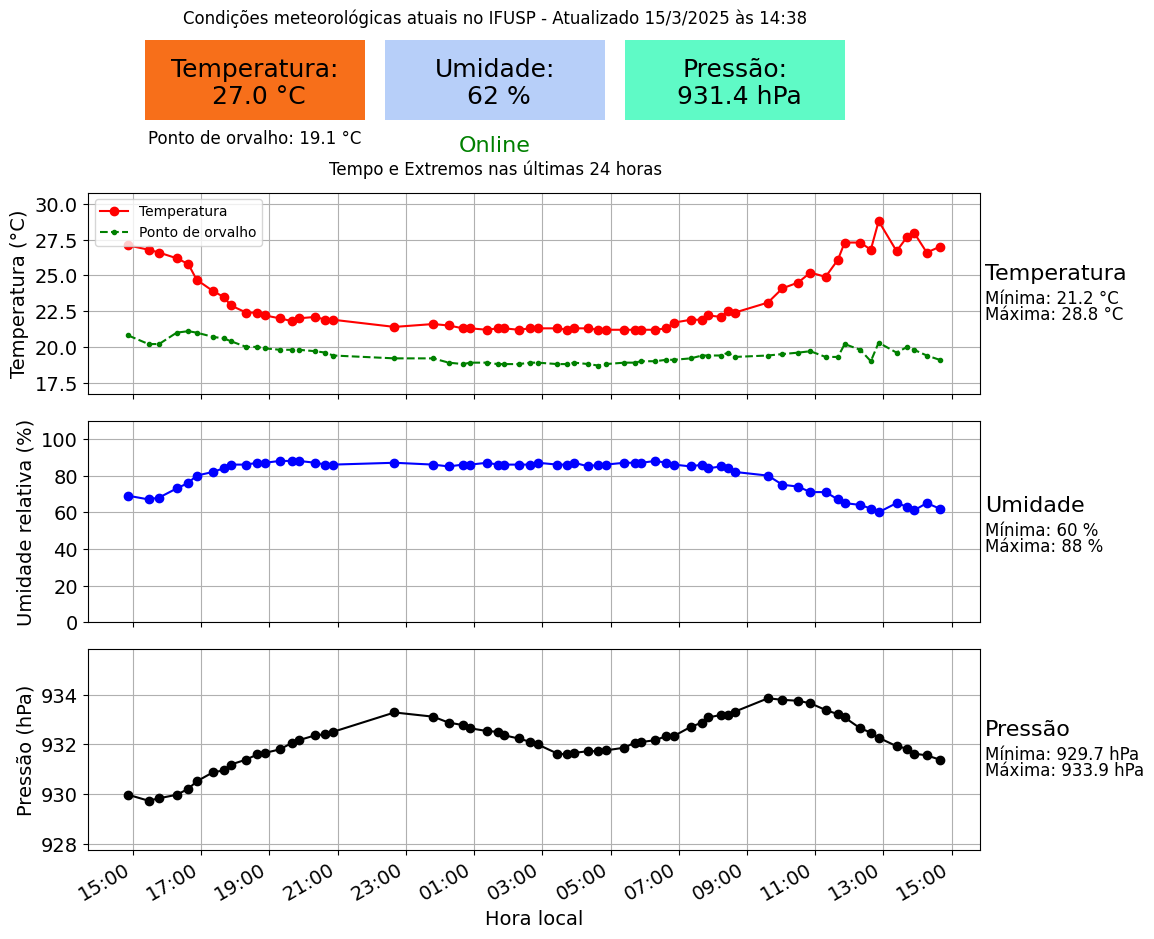 Condições meteorológicas atuais no IFUSP - Atualizado 15/3/2025 às 14:38
Temperatura:
27.0 °C
Umidade:
62 %
Pressão:
931.4 hPa
Ponto de orvalho: 19.1 °C
Online
Tempo e Extremos nas últimas 24 horas
Temperatura (°C)
30.0
27.5
25.0
22.5
20.0
17.5
Temperatura
Ponto de orvalho
Temperatura
Mínima: 21.2 °C
Máxima: 28.8 °C
Umidade relativa (%)
100
80
60
40
20
0
Umidade
Mínima: 60 %
Máxima: 88 %
Pressão (hPa)
934
932
930
928
Pressão
Mínima: 929.7 hPa
Máxima: 933.9 hPa
15:00 17:00 19:00 21:00 23:00 01:00 03:00 05:00 07:00 09:00 11:00 13:00 15:00
Hora local